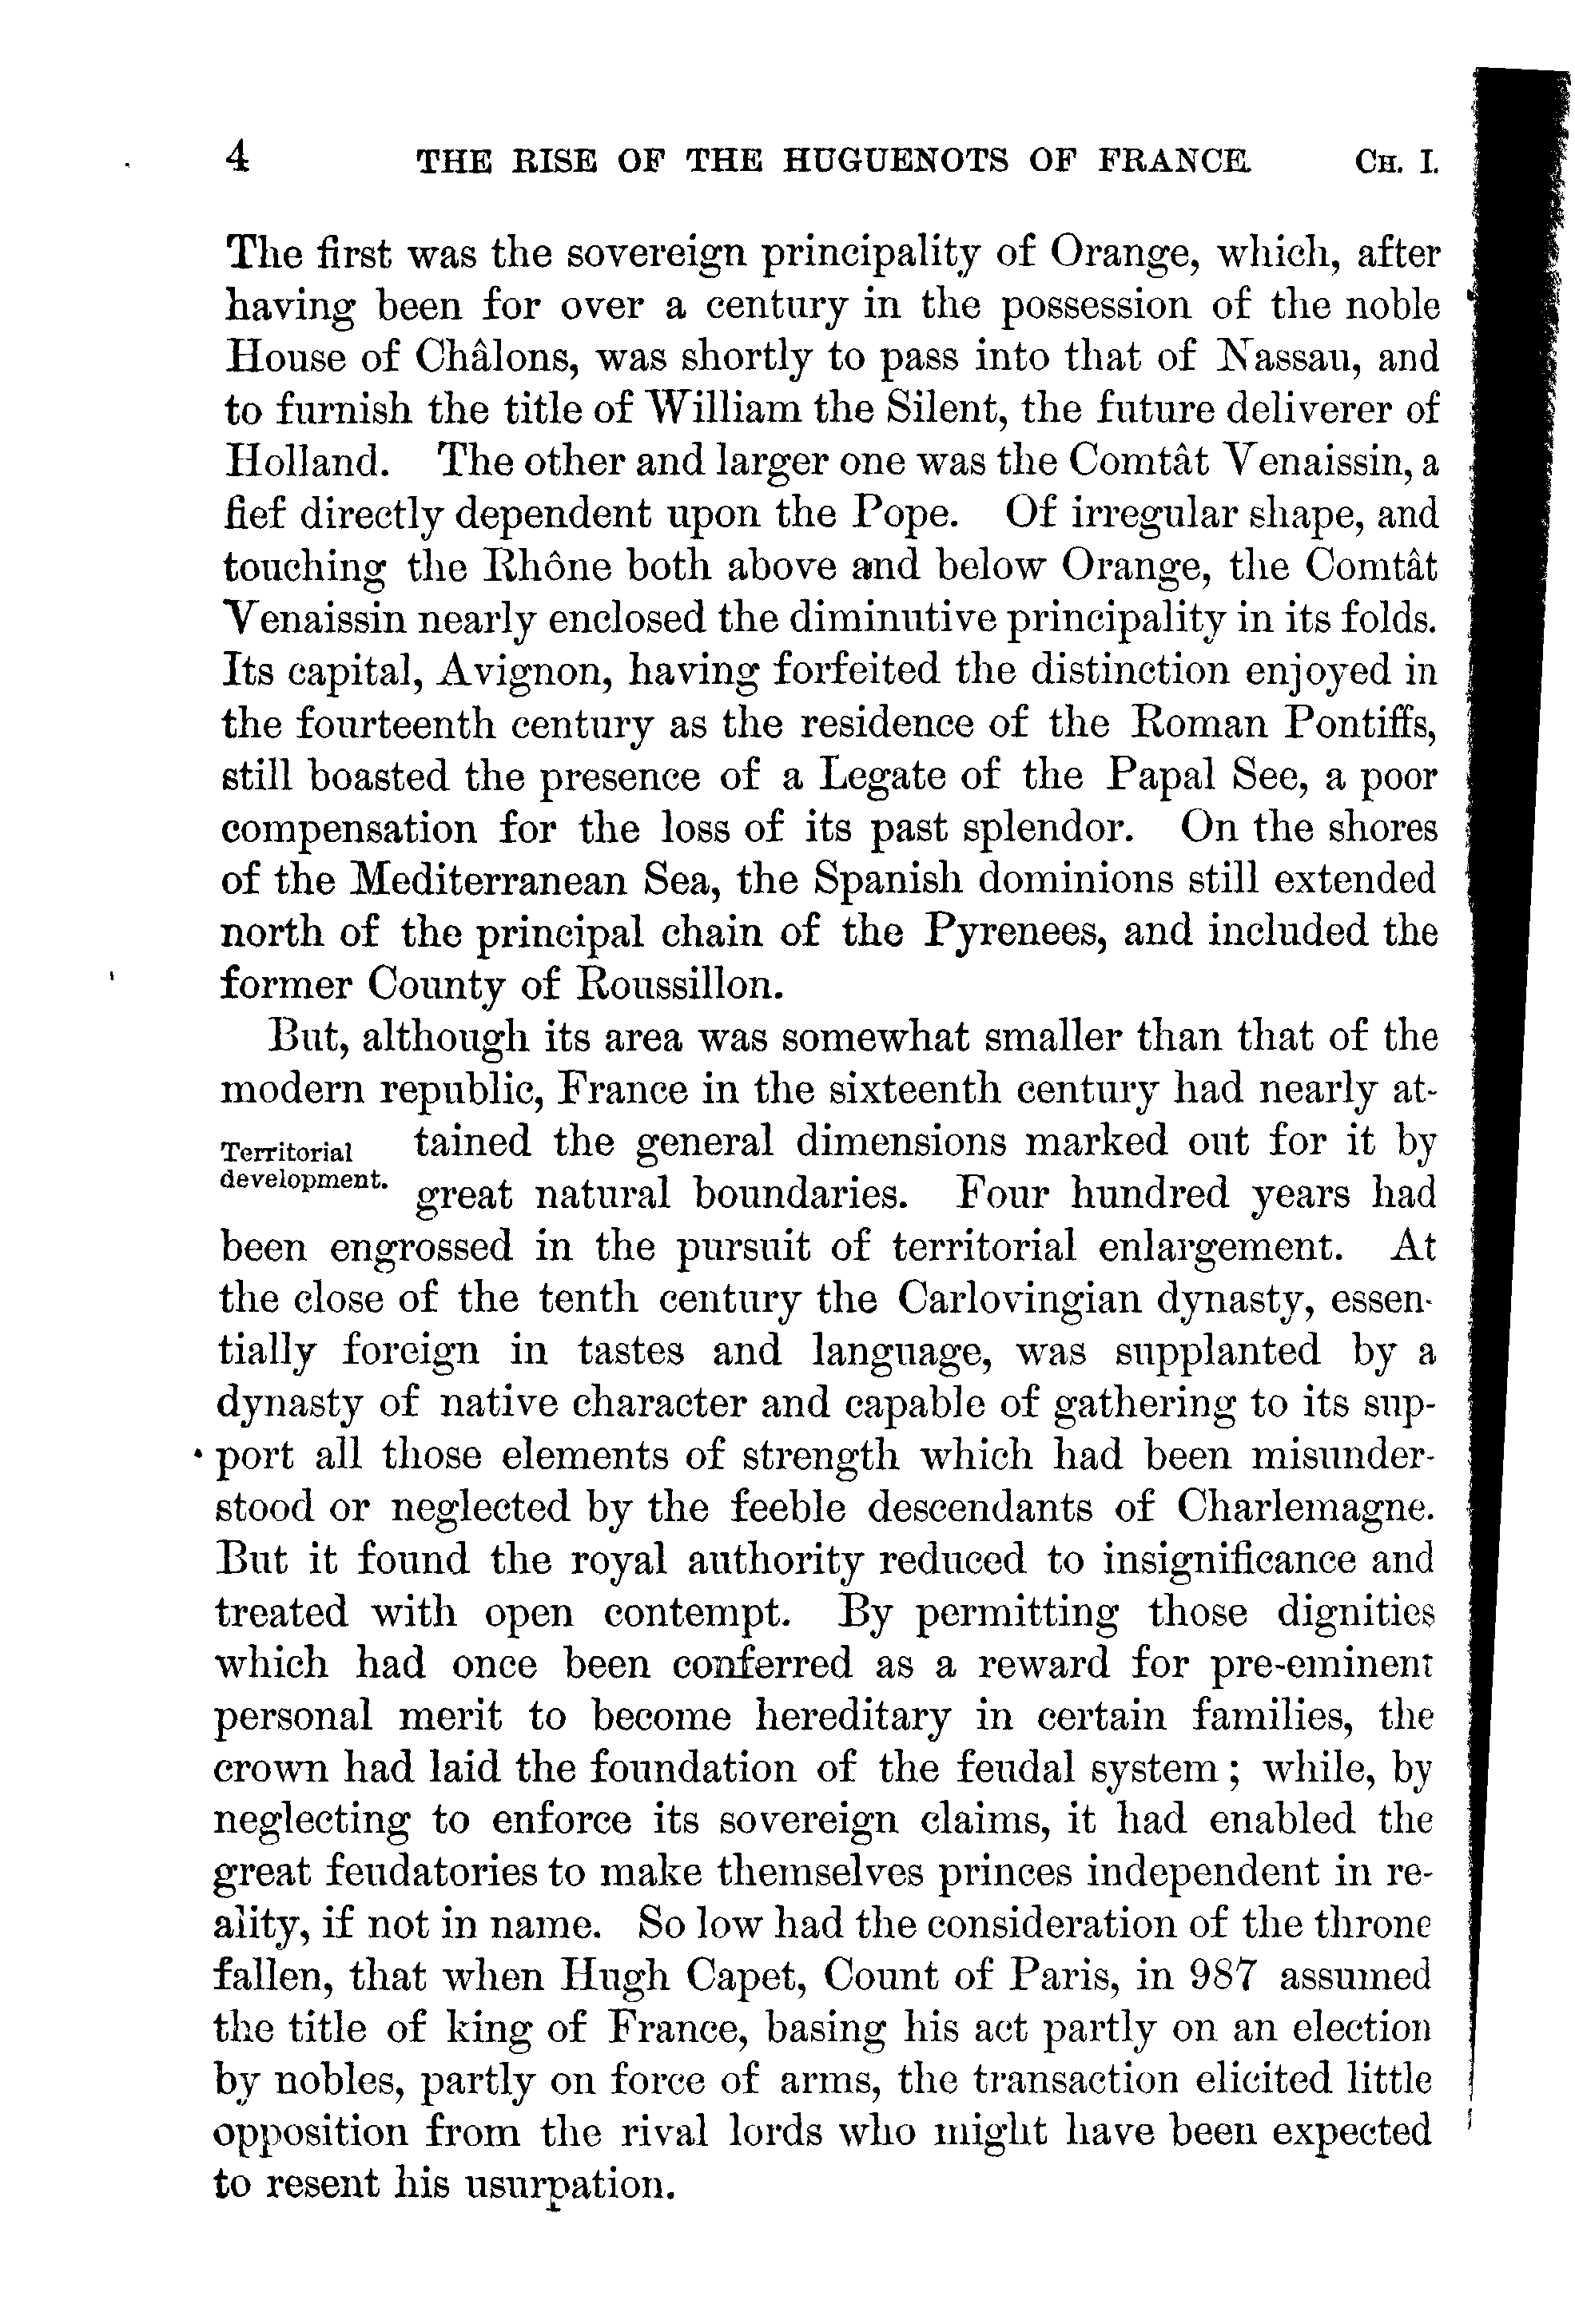 4 THE RISE OF THE HUGUENOTS OF FRANCE. CH. I.
The first was the sovereign principality of Orange, which, after
having been for over a century in the possession of the noble
House of Châlons, was shortly to pass into that of Nassau, and
to furnish the title of William the Silent, the future deliverer of
Holland. The other and larger one was the Comtât Venaissin, a
fief directly dependent upon the Pope. Of irregular shape, and
touching the Rhône both above and below Orange, the Comtât
Venaissin nearly enclosed the diminutive principality in its folds.
Its capital, Avignon, having forfeited the distinction enjoyed in
the fourteenth century as the residence of the Roman Pontiffs,
still boasted the presence of a Legate of the Papal See, a poor
compensation for the loss of its past splendor. On the shores
of the Mediterranean Sea, the Spanish dominions still extended
north of the principal chain of the Pyrenees, and included the
former County of Roussillon.
But, although its area was somewhat smaller than that of the
modern republic, France in the sixteenth century had nearly at-
Territorial
development.
tained the general dimensions marked out for it by
great natural boundaries. Four hundred years had
been engrossed in the pursuit of territorial enlargement. At
the close of the tenth century the Carlovingian dynasty, essen-
tially foreign in tastes and language, was supplanted by a
dynasty of native character and capable of gathering to its sup-
port all those elements of strength which had been misunder-
stood or neglected by the feeble descendants of Charlemagne.
But it found the royal authority reduced to insignificance and
treated with open contempt. By permitting those dignities
which had once been conferred as a reward for pre-eminent
personal merit to become hereditary in certain families, the
crown had laid the foundation of the feudal system; while, by
neglecting to enforce its sovereign claims, it had enabled the
great feudatories to make themselves princes independent in re-
ality, if not in name. So low had the consideration of the throne
fallen, that when Hugh Capet, Count of Paris, in 987 assumed
the title of king of France, basing his act partly on an election
by nobles, partly on force of arms, the transaction elicited little
opposition from the rival lords who might have been expected
to resent his usurpation.